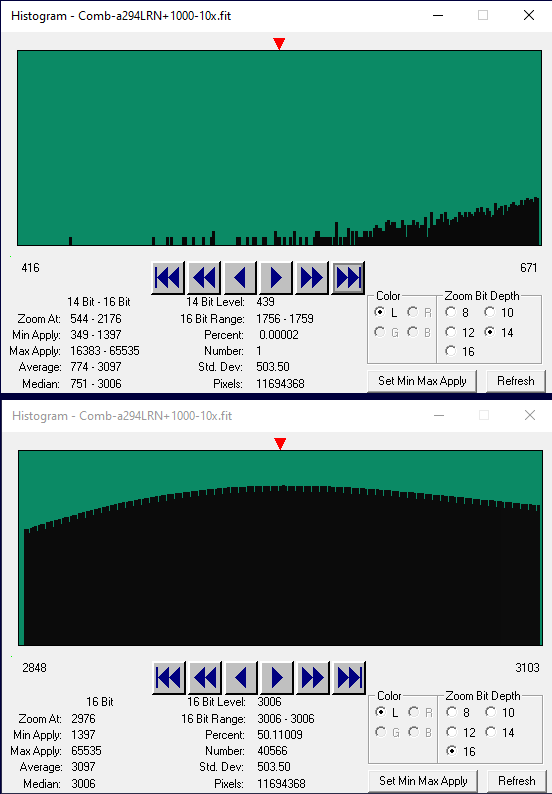 Histogram - Comb-a294LRN+1000-10x.fit
416 671
14 Bit - 16 Bit 14 Bit Level: 439
Zoom At: 544 - 2176 16 Bit Range: 1756 - 1759
Min Apply: 349 - 1397 Percent: 0.00002
Max Apply: 16383 - 65535 Number: 1
Average: 774 - 3097 Std. Dev: 503.50
Median: 751 - 3006 Pixels: 11694368
Color Zoom Bit Depth
L R 8 10
G B 12 14
16
Set Min Max Apply Refresh
Histogram - Comb-a294LRN+1000-10x.fit
2848 3103
16 Bit 16 Bit Level: 3006
Zoom At: 2976 16 Bit Range: 3006 - 3006
Min Apply: 1397 Percent: 50.11009
Max Apply: 65535 Number: 40566
Average: 3097 Std. Dev: 503.50
Median: 3006 Pixels: 11694368
Color Zoom Bit Depth
L R 8 10
G B 12 14
16
Set Min Max Apply Refresh